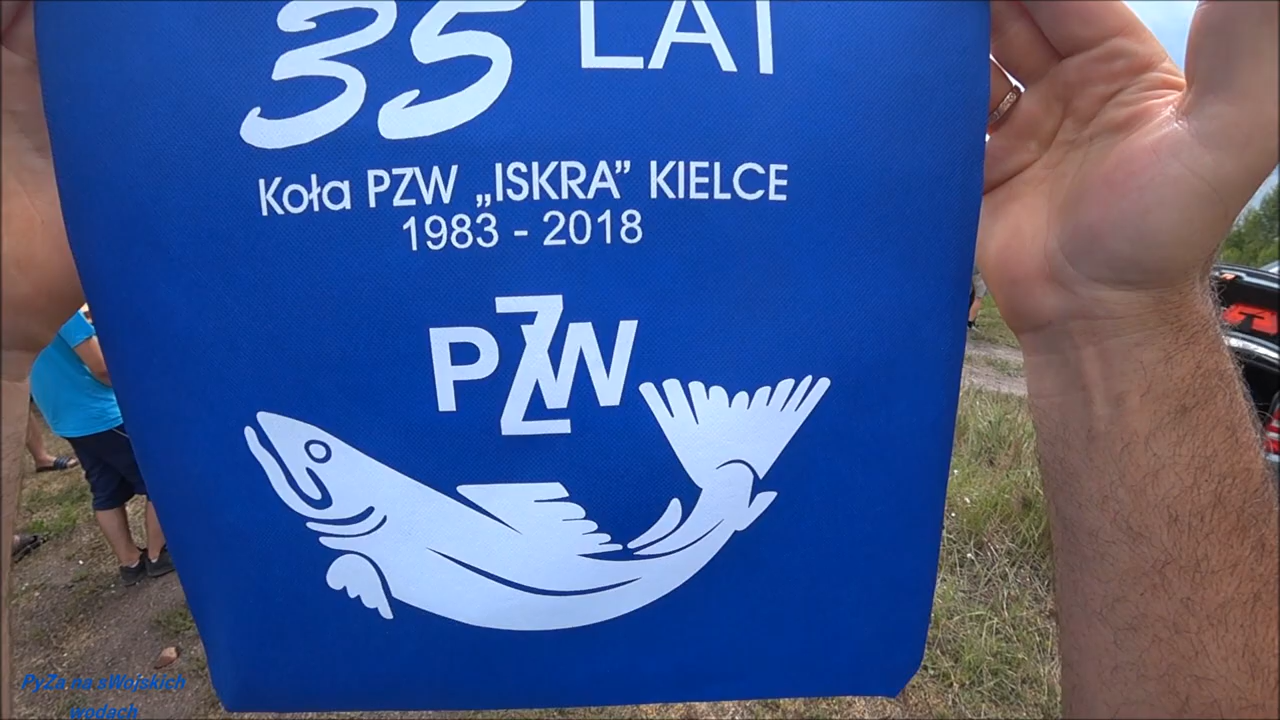 35 LAT
Koła PZW „ISKRA” KIELCE
1983 - 2018
PZW
PyZa na sWojskich
wodach